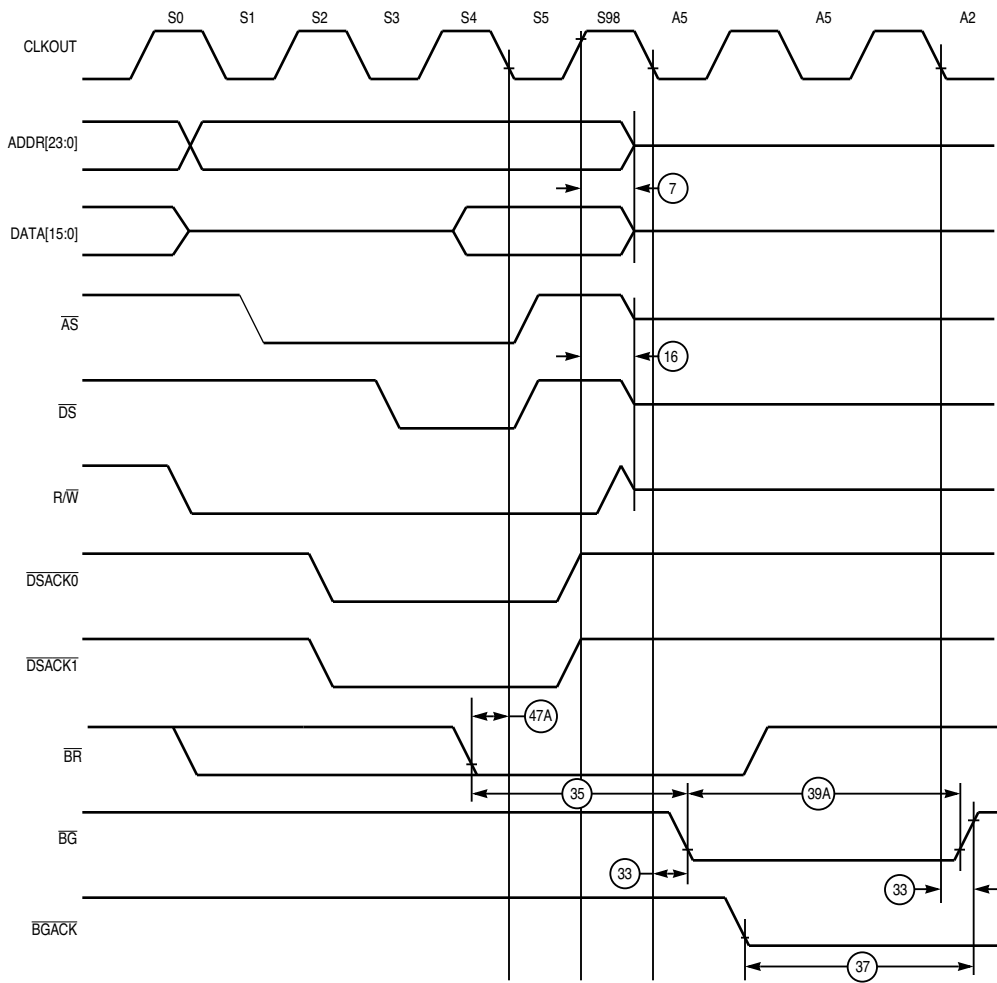 S0 S1 S2 S3 S4 S5 S98 A5 A5 A2
CLKOUT
ADDR[23:0]
7
DATA[15:0]
AS
16
DS
R/W
DSACK0
DSACK1
47A
BR
35 39A
BG
33 33
BGACK
37